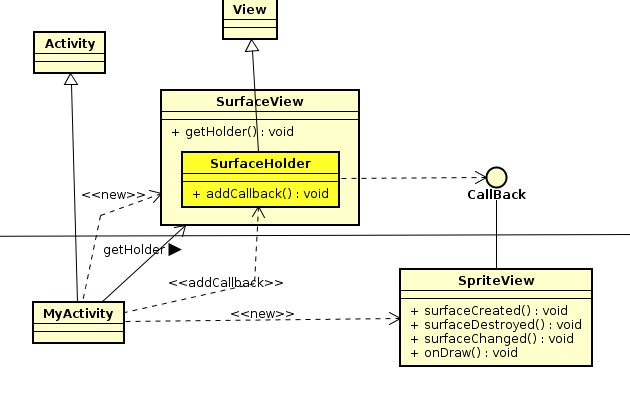 View
Activity
SurfaceView
+ getHolder() : void
SurfaceHolder
+ addCallback() : void
<<new>>
CallBack
getHolder
<<addCallback>>
SpriteView
+ surfaceCreated() : void
+ surfaceDestroyed() : void
+ surfaceChanged() : void
+ onDraw() : void
MyActivity
<<new>>